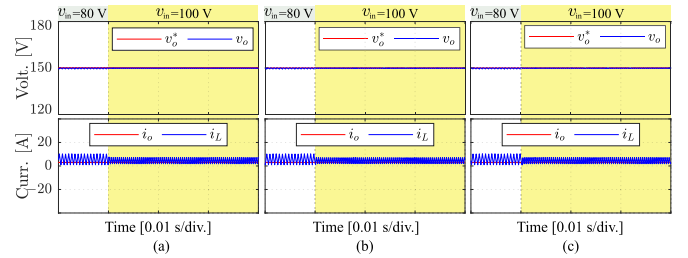 v_in=80 V v_in=100 V v_in=80 V v_in=100 V v_in=80 V v_in=100 V
Volt. [V]
180
150
120
v_o^* v_o v_o^* v_o v_o^* v_o
Curr. [A]
20
0
−20
i_o i_L i_o i_L i_o i_L
Time [0.01 s/div.] Time [0.01 s/div.] Time [0.01 s/div.]
(a) (b) (c)